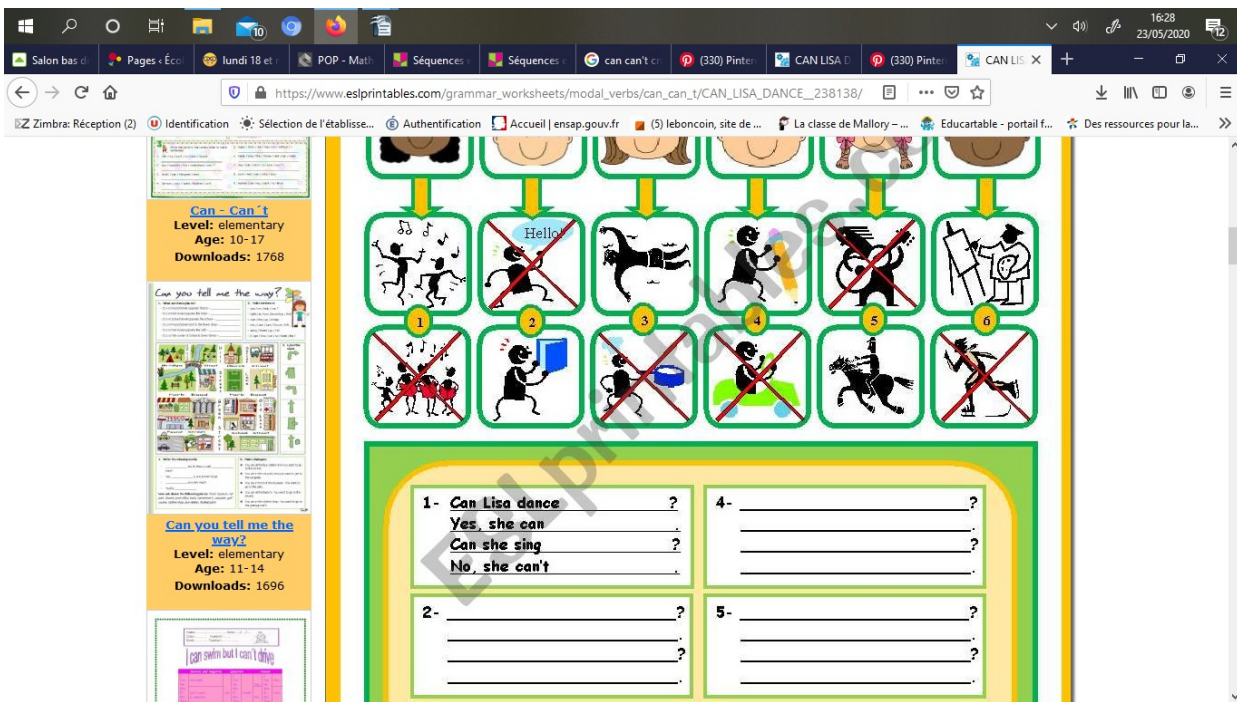 10
16:28
23/05/2020
12
Salon bas d
Pages ‹ Écol
lundi 18 et
POP - Math
Séquences
Séquences
can can't cr
(330) Pinter
CAN LISA D
(330) Pinter
CAN LIS
https://www.eslprintables.com/grammar_worksheets/modal_verbs/can_can_t/CAN_LISA_DANCE__238138/
Zimbra: Réception (2)
Identification
Sélection de l'établisse...
Authentification
Accueil | ensap.gouv.fr
(5) leboncoin, site de ...
La classe de Mallory – ...
Educartable - portail f...
Des ressources pour la...
Can - Can´t
Level: elementary
Age: 10-17
Downloads: 1768
Can you tell me the way?
Can you tell me the
way?
Level: elementary
Age: 11-14
Downloads: 1696
I can swim but I can't drive
Hello!
1
2
3
4
5
6
1- Can Lisa dance ?
Yes, she can .
Can she sing ?
No, she can't .
2- ?
.
?
.
4- ?
.
?
.
5- ?
.
?
.
ESLprintables.com